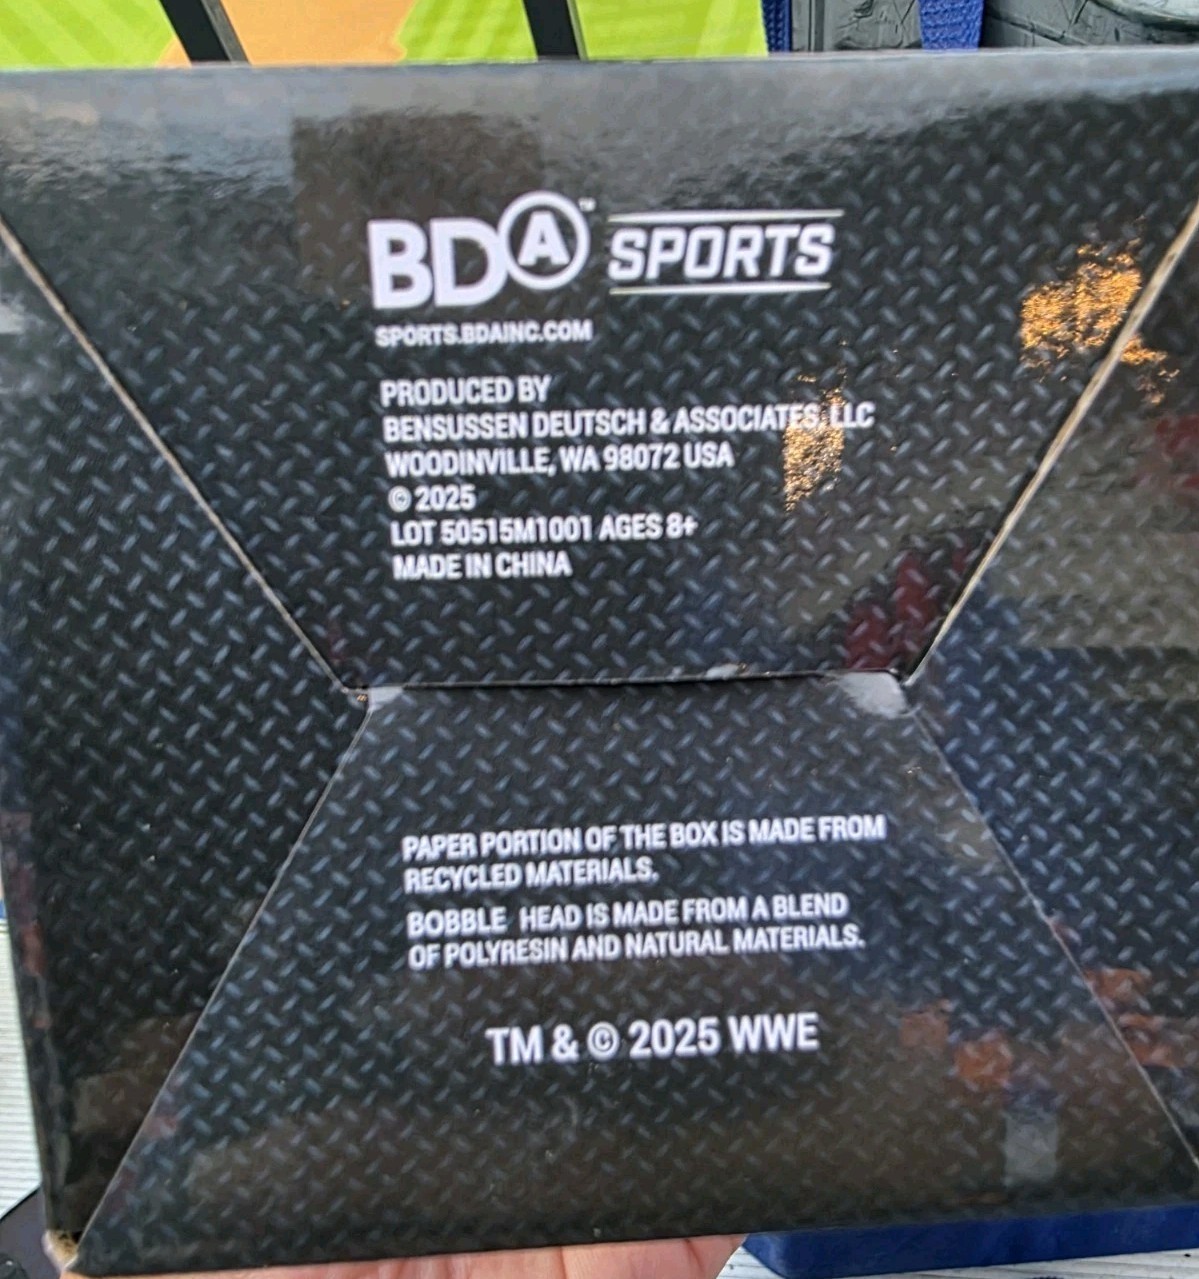 BDA™ SPORTS
SPORTS.BDAINC.COM
PRODUCED BY
BENSUSSEN DEUTSCH & ASSOCIATES, LLC
WOODINVILLE, WA 98072 USA
© 2025
LOT 50515M1001 AGES 8+
MADE IN CHINA
PAPER PORTION OF THE BOX IS MADE FROM
RECYCLED MATERIALS.
BOBBLE HEAD IS MADE FROM A BLEND
OF POLYRESIN AND NATURAL MATERIALS.
TM & © 2025 WWE